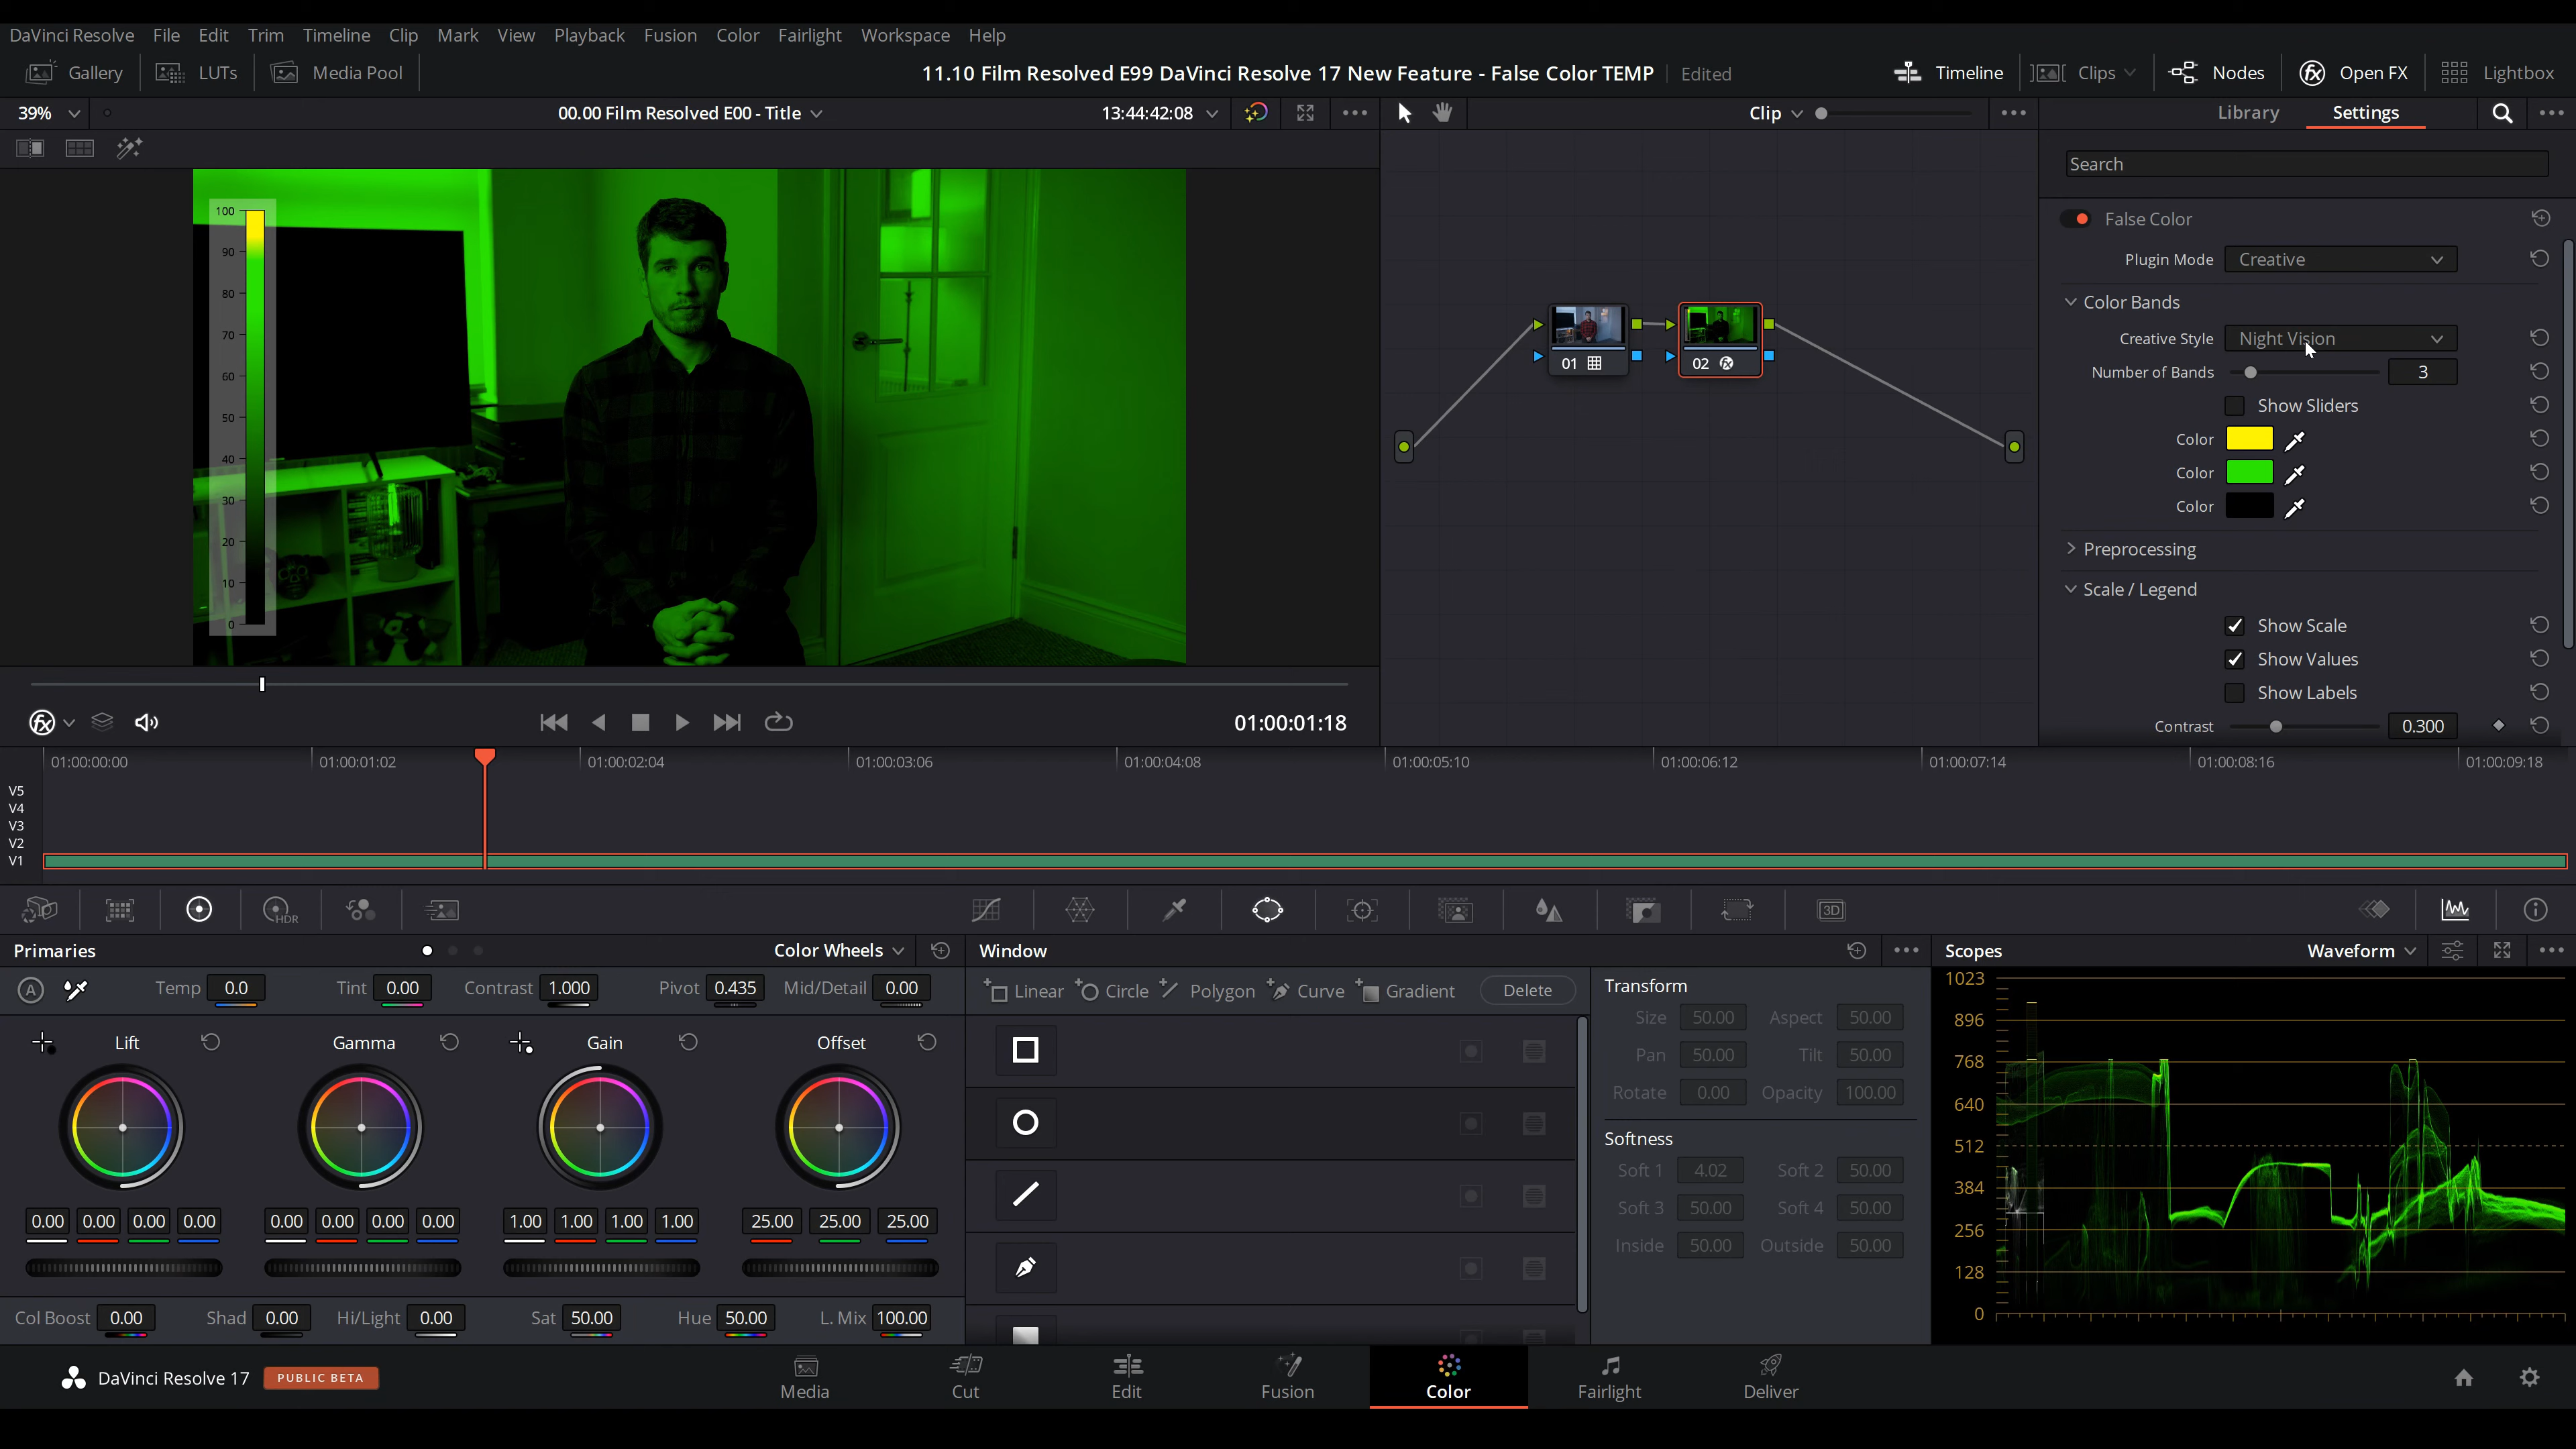 DaVinci Resolve File Edit Trim Timeline Clip Mark View Playback Fusion Color Fairlight Workspace Help
Gallery LUTs Media Pool 11.10 Film Resolved E99 DaVinci Resolve 17 New Feature - False Color TEMP Edited Timeline Clips Nodes Open FX Lightbox
39% 00.00 Film Resolved E00 - Title 13:44:42:08 Clip Library Settings
Search
False Color
Plugin Mode Creative
Color Bands
Creative Style Night Vision
Number of Bands 3
Show Sliders
Color
Color
Color
Preprocessing
Scale / Legend
Show Scale
Show Values
Show Labels
Contrast 0.300
100
90
80
70
60
50
40
30
20
10
0
01 02
01:00:01:18
01:00:00:00 01:00:01:02 01:00:02:04 01:00:03:06 01:00:04:08 01:00:05:10 01:00:06:12 01:00:07:14 01:00:08:16 01:00:09:18
V5
V4
V3
V2
V1
HDR 3D
Primaries Color Wheels Window Scopes Waveform
A Temp 0.0 Tint 0.00 Contrast 1.000 Pivot 0.435 Mid/Detail 0.00
Lift Gamma Gain Offset
0.00 0.00 0.00 0.00 0.00 0.00 0.00 0.00 1.00 1.00 1.00 1.00 25.00 25.00 25.00
Col Boost 0.00 Shad 0.00 Hi/Light 0.00 Sat 50.00 Hue 50.00 L. Mix 100.00
Linear Circle Polygon Curve Gradient Delete
Transform
Size 50.00 Aspect 50.00
Pan 50.00 Tilt 50.00
Rotate 0.00 Opacity 100.00
Softness
Soft 1 4.02 Soft 2 50.00
Soft 3 50.00 Soft 4 50.00
Inside 50.00 Outside 50.00
1023
896
768
640
512
384
256
128
0
DaVinci Resolve 17 PUBLIC BETA Media Cut Edit Fusion Color Fairlight Deliver